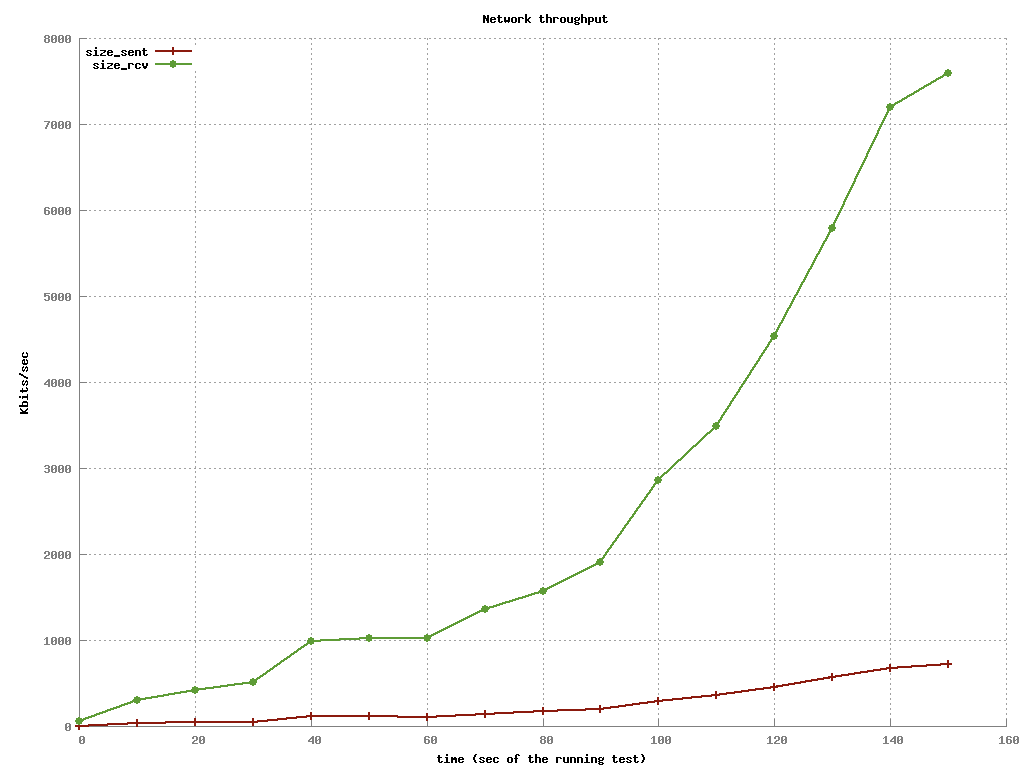 Network throughput
8000
size_sent
size_rcv
7000
6000
5000
4000
Kbits/sec
3000
2000
1000
0
0 20 40 60 80 100 120 140 160
time (sec of the running test)